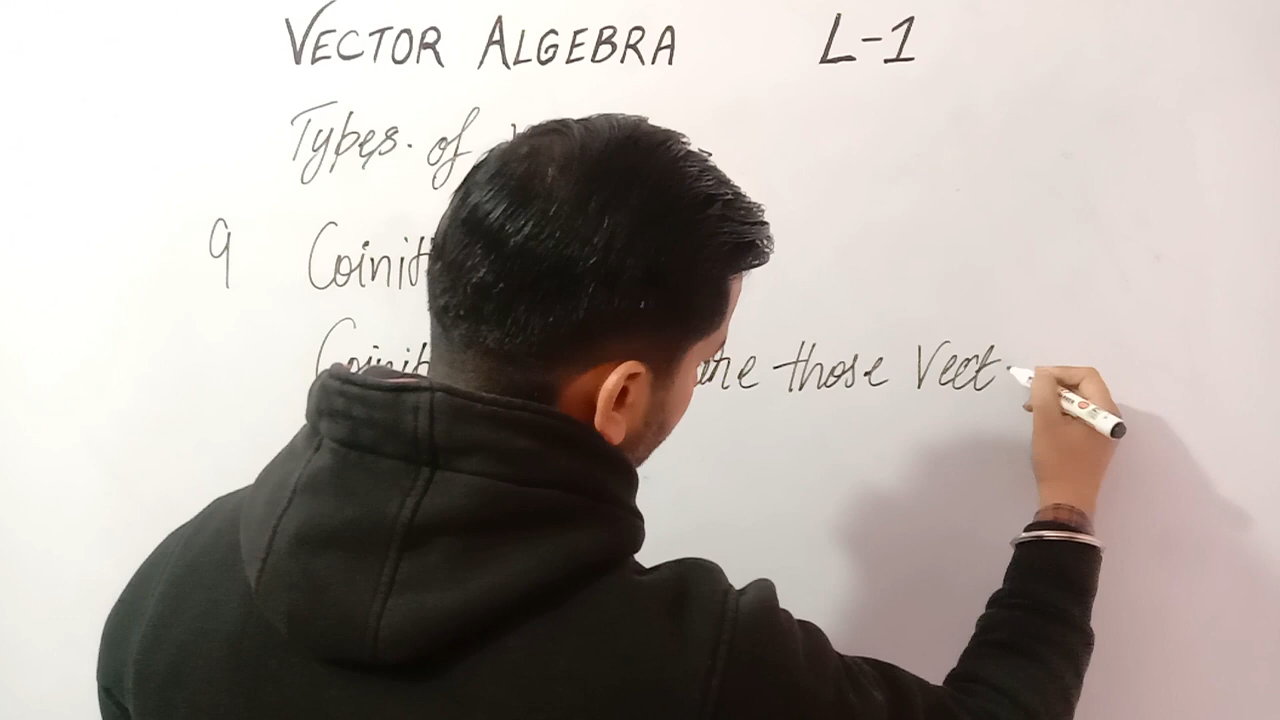 VECTOR ALGEBRA L-1
Types of
9 Coinit
Coinit are those Vect